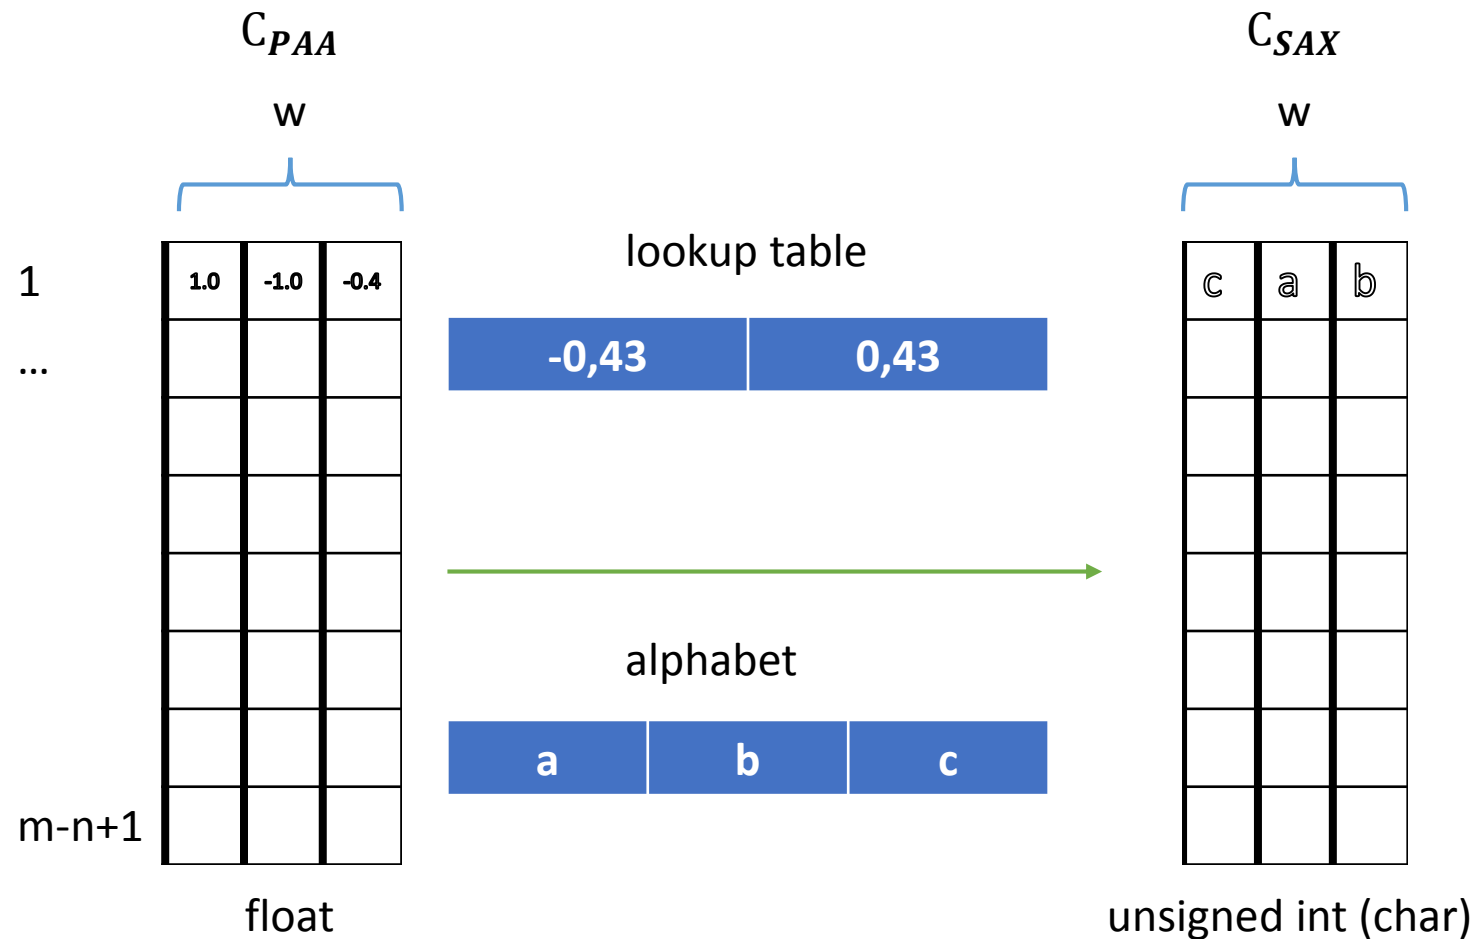 C_PAA
C_SAX
w
w
lookup table
1
1.0 -1.0 -0.4
c a b
-0,43 0,43
...
alphabet
a b c
m-n+1
float
unsigned int (char)